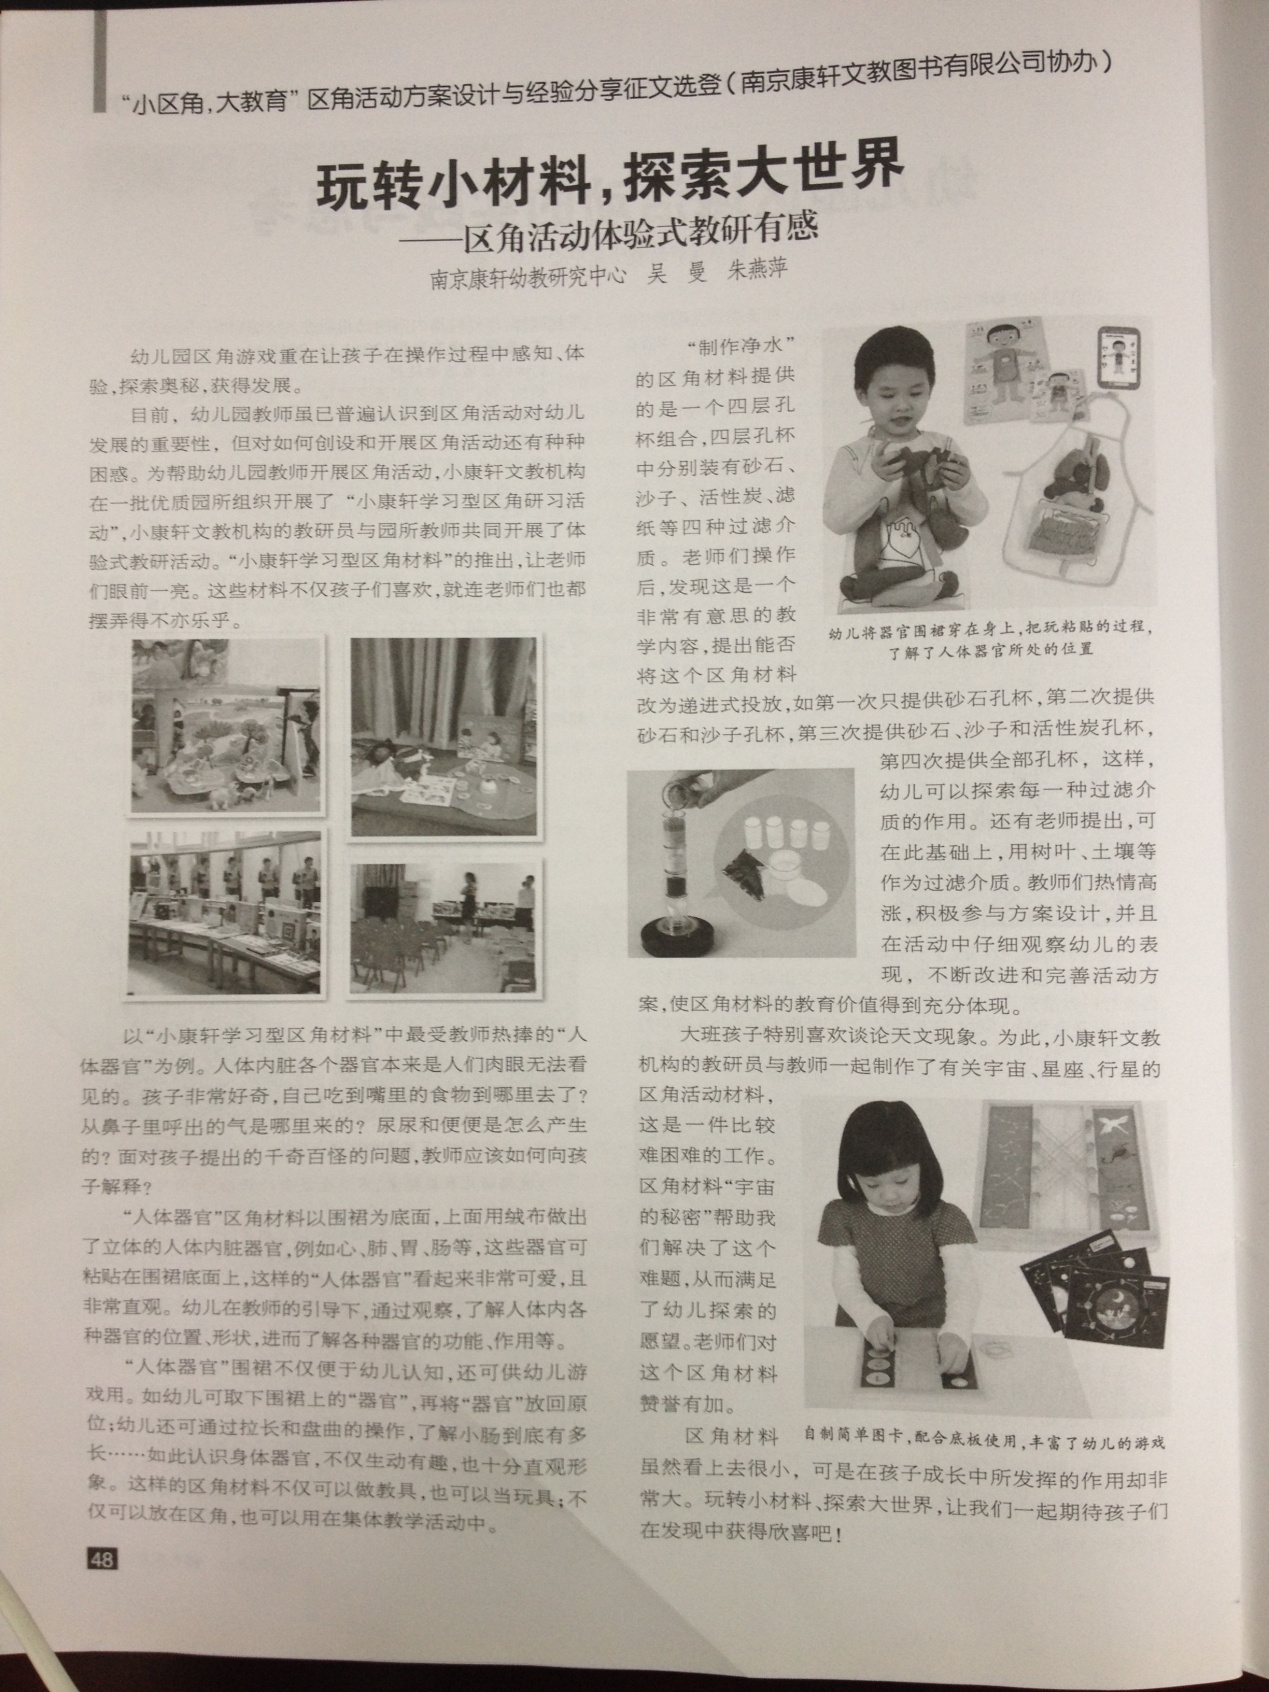 “小区角，大教育”区角活动方案设计与经验分享征文选登（南京康轩文教图书有限公司协办）
玩转小材料，探索大世界
——区角活动体验式教研有感
南京康轩幼教研究中心　吴　曼　朱燕萍
幼儿园区角游戏重在让孩子在操作过程中感知、体
验，探索奥秘，获得发展。
目前，幼儿园教师虽已普遍认识到区角活动对幼儿
发展的重要性，但对如何创设和开展区角活动还有种种
困惑。为帮助幼儿园教师开展区角活动，小康轩文教机构
在一批优质园所组织开展了“小康轩学习型区角研习活
动”，小康轩文教机构的教研员与园所教师共同开展了体
验式教研活动。“小康轩学习型区角材料”的推出，让老师
们眼前一亮。这些材料不仅孩子们喜欢，就连老师们也都
摆弄得不亦乐乎。
以“小康轩学习型区角材料”中最受教师热捧的“人
体器官”为例。人体内脏各个器官本来是人们肉眼无法看
见的。孩子非常好奇，自己吃到嘴里的食物到哪里去了？
从鼻子里呼出的气是哪里来的？尿尿和便便是怎么产生
的？面对孩子提出的千奇百怪的问题，教师应该如何向孩
子解释？
“人体器官”区角材料以围裙为底面，上面用绒布做出
了立体的人体内脏器官，例如心、肺、胃、肠等，这些器官可
粘贴在围裙底面上，这样的“人体器官”看起来非常可爱，且
非常直观。幼儿在教师的引导下，通过观察，了解人体内各
种器官的位置、形状，进而了解各种器官的功能、作用等。
“人体器官”围裙不仅便于幼儿认知，还可供幼儿游
戏用。如幼儿可取下围裙上的“器官”，再将“器官”放回原
位；幼儿还可通过拉长和盘曲的操作，了解小肠到底有多
长……如此认识身体器官，不仅生动有趣，也十分直观形
象。这样的区角材料不仅可以做教具，也可以当玩具；不
仅可以放在区角，也可以用在集体教学活动中。
“制作净水”
的区角材料提供
的是一个四层孔
杯组合，四层孔杯
中分别装有砂石、
沙子、活性炭、滤
纸等四种过滤介
质。老师们操作
后，发现这是一个
非常有意思的教
学内容，提出能否
将这个区角材料
改为递进式投放，如第一次只提供砂石孔杯，第二次提供
砂石和沙子孔杯，第三次提供砂石、沙子和活性炭孔杯，
第四次提供全部孔杯，这样，
幼儿可以探索每一种过滤介
质的作用。还有老师提出，可
在此基础上，用树叶、土壤等
作为过滤介质。教师们热情高
涨，积极参与方案设计，并且
在活动中仔细观察幼儿的表
现，不断改进和完善活动方
案，使区角材料的教育价值得到充分体现。
幼儿将器官围裙穿在身上，把玩粘贴的过程，
了解了人体器官所处的位置
大班孩子特别喜欢谈论天文现象。为此，小康轩文教
机构的教研员与教师一起制作了有关宇宙、星座、行星的
区角活动材料，
这是一件比较
难困难的工作。
区角材料“宇宙
的秘密”帮助我
们解决了这个
难题，从而满足
了幼儿探索的
愿望。老师们对
这个区角材料
赞誉有加。
自制简单图卡，配合底板使用，丰富了幼儿的游戏
区角材料
虽然看上去很小，可是在孩子成长中所发挥的作用却非
常大。玩转小材料、探索大世界，让我们一起期待孩子们
在发现中获得欣喜吧！
48